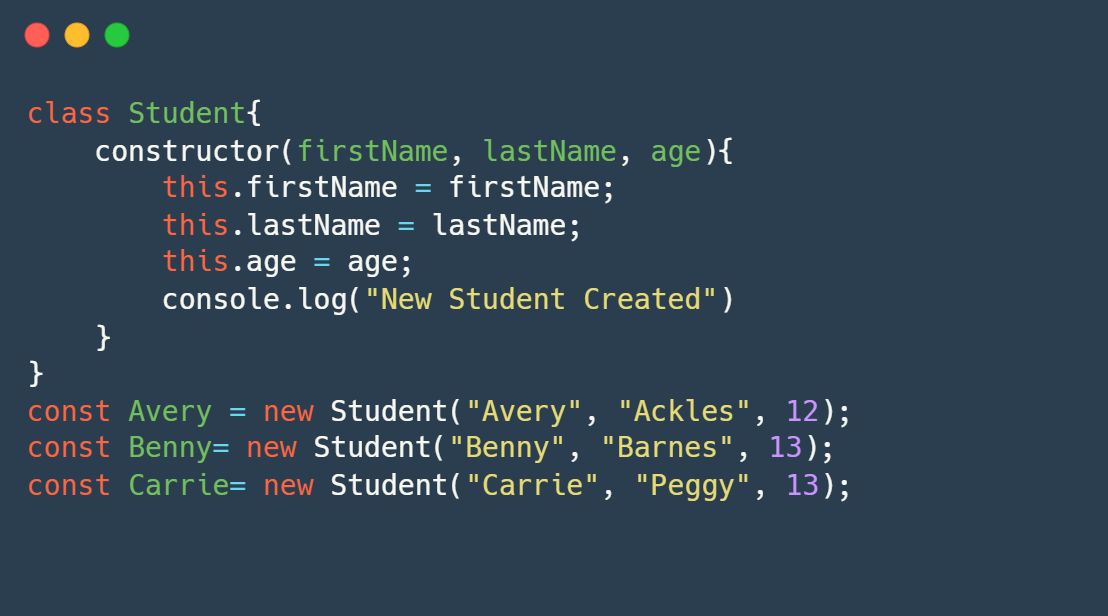 class Student{
    constructor(firstName, lastName, age){
        this.firstName = firstName;
        this.lastName = lastName;
        this.age = age;
        console.log("New Student Created")
    }
}
const Avery = new Student("Avery", "Ackles", 12);
const Benny= new Student("Benny", "Barnes", 13);
const Carrie= new Student("Carrie", "Peggy", 13);